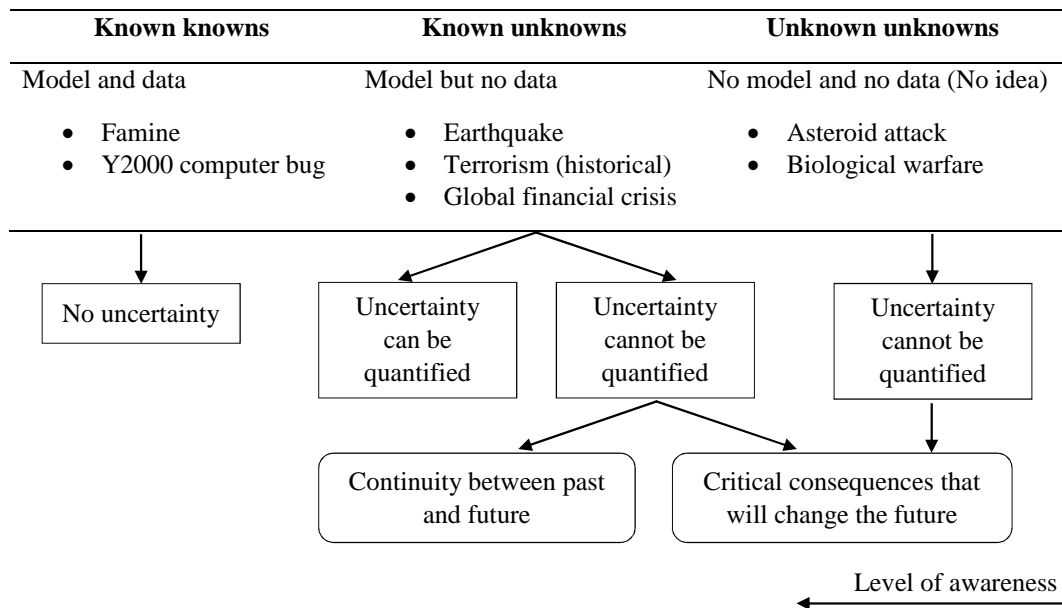 Known knowns Known unknowns Unknown unknowns
Model and data Model but no data No model and no data (No idea)
• Famine • Earthquake • Asteroid attack
• Y2000 computer bug • Terrorism (historical) • Biological warfare
• Global financial crisis
No uncertainty
Uncertainty
can be
quantified
Uncertainty
cannot be
quantified
Uncertainty
cannot be
quantified
Continuity between past
and future
Critical consequences that
will change the future
Level of awareness